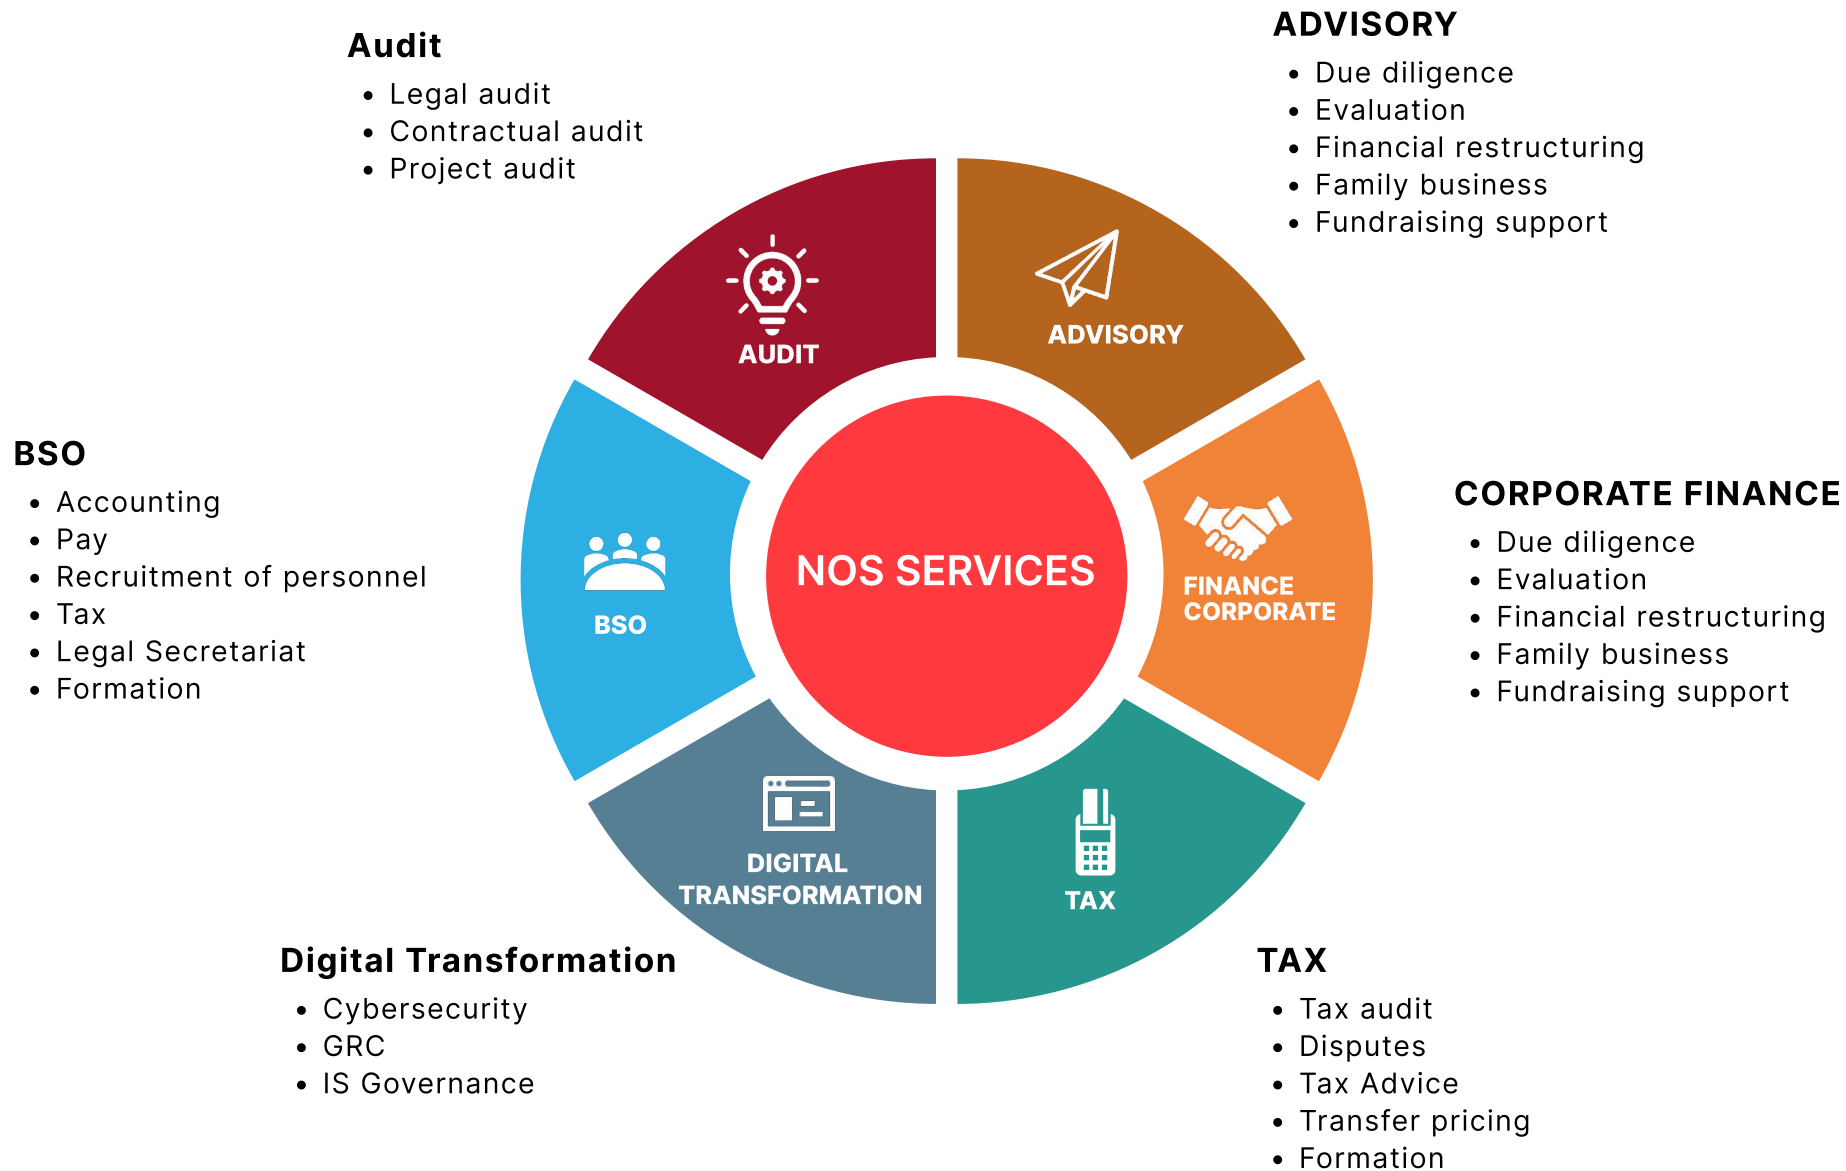 Audit
Legal audit
Contractual audit
Project audit
ADVISORY
Due diligence
Evaluation
Financial restructuring
Family business
Fundraising support
AUDIT
ADVISORY
BSO
Accounting
Pay
Recruitment of personnel
Tax
Legal Secretariat
Formation
BSO
NOS SERVICES
FINANCE
CORPORATE
CORPORATE FINANCE
Due diligence
Evaluation
Financial restructuring
Family business
Fundraising support
DIGITAL
TRANSFORMATION
TAX
Digital Transformation
Cybersecurity
GRC
IS Governance
TAX
Tax audit
Disputes
Tax Advice
Transfer pricing
Formation